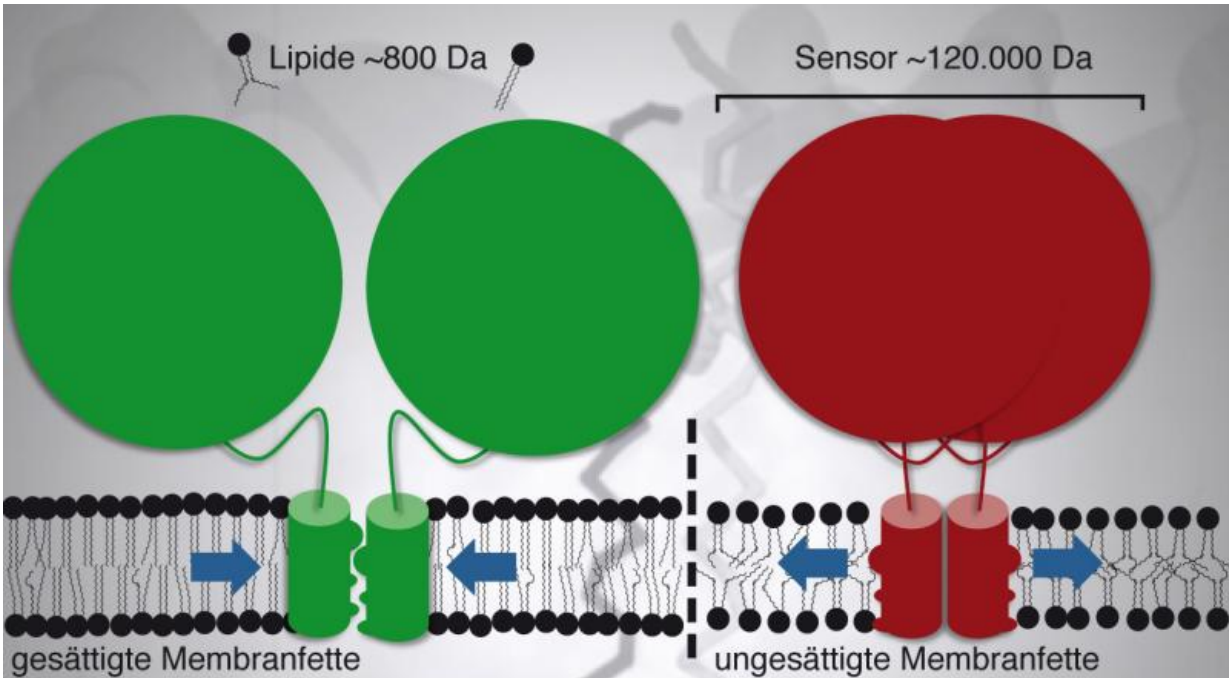 Lipide ~800 Da
Sensor ~120.000 Da
gesättigte Membranfette
ungesättigte Membranfette